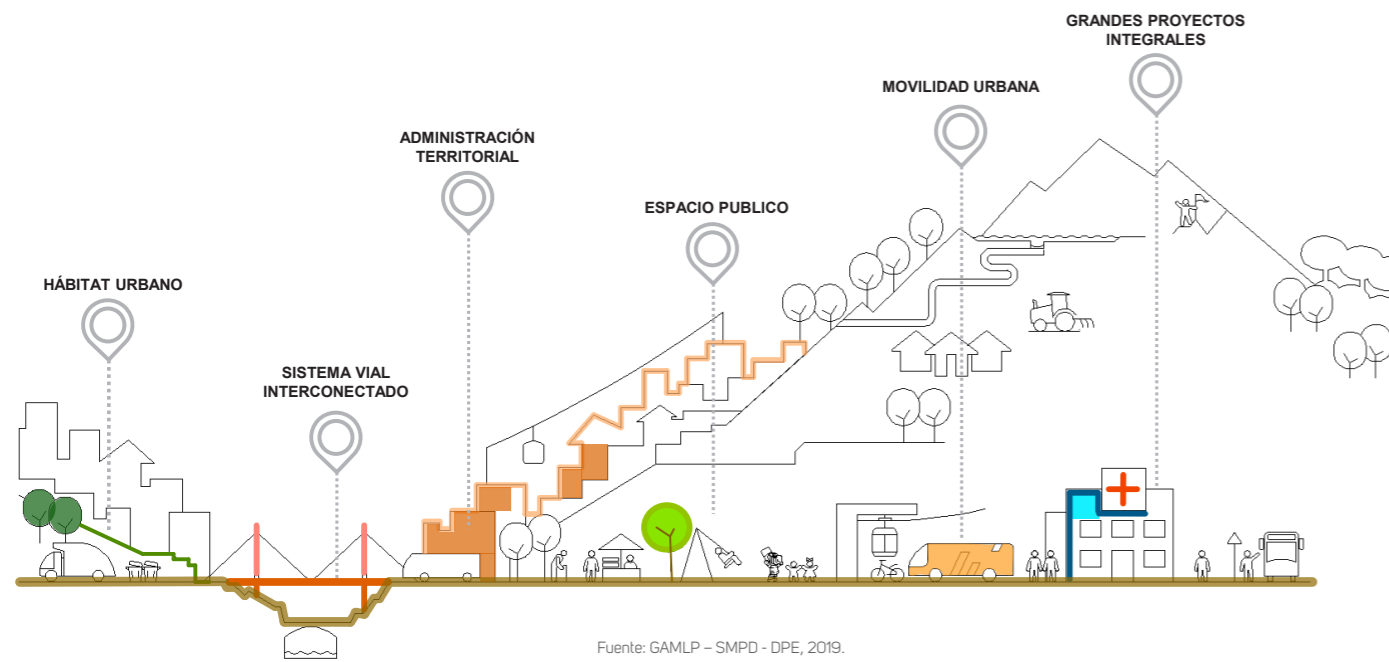 GRANDES PROYECTOS
INTEGRALES
MOVILIDAD URBANA
ADMINISTRACIÓN
TERRITORIAL
ESPACIO PUBLICO
HÁBITAT URBANO
SISTEMA VIAL
INTERCONECTADO
Fuente: GAMLP – SMPD - DPE, 2019.